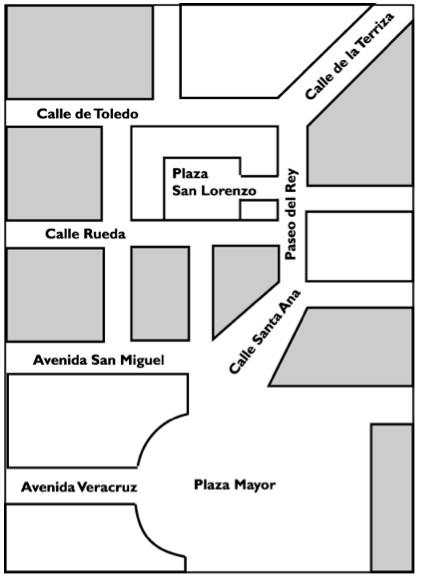 Calle de la Terriza
Calle de Toledo
Plaza
San Lorenzo
Paseo del Rey
Calle Rueda
Calle Santa Ana
Avenida San Miguel
Avenida Veracruz
Plaza Mayor